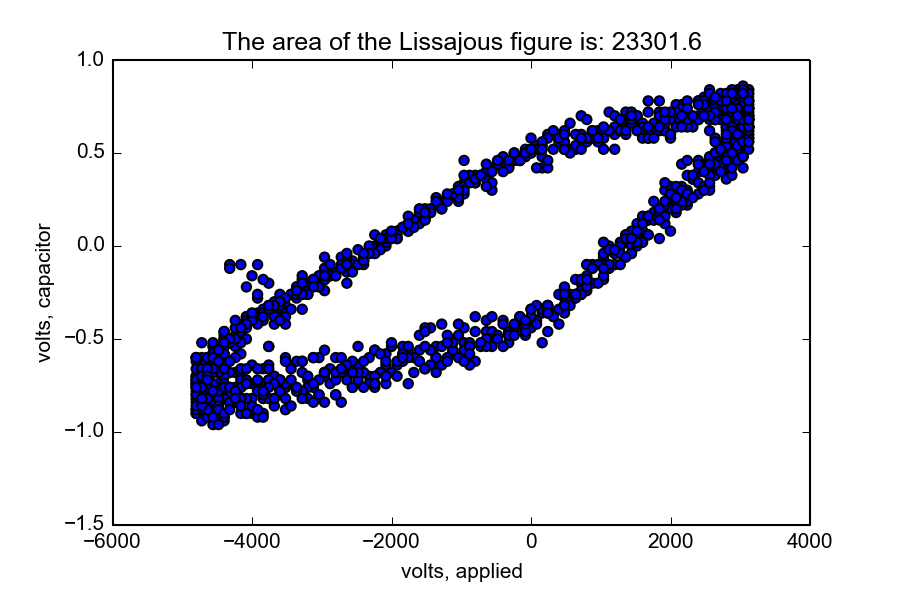 The area of the Lissajous figure is: 23301.6
1.0
0.5
0.0
−0.5
−1.0
−1.5
volts, capacitor
−6000 −4000 −2000 0 2000 4000
volts, applied